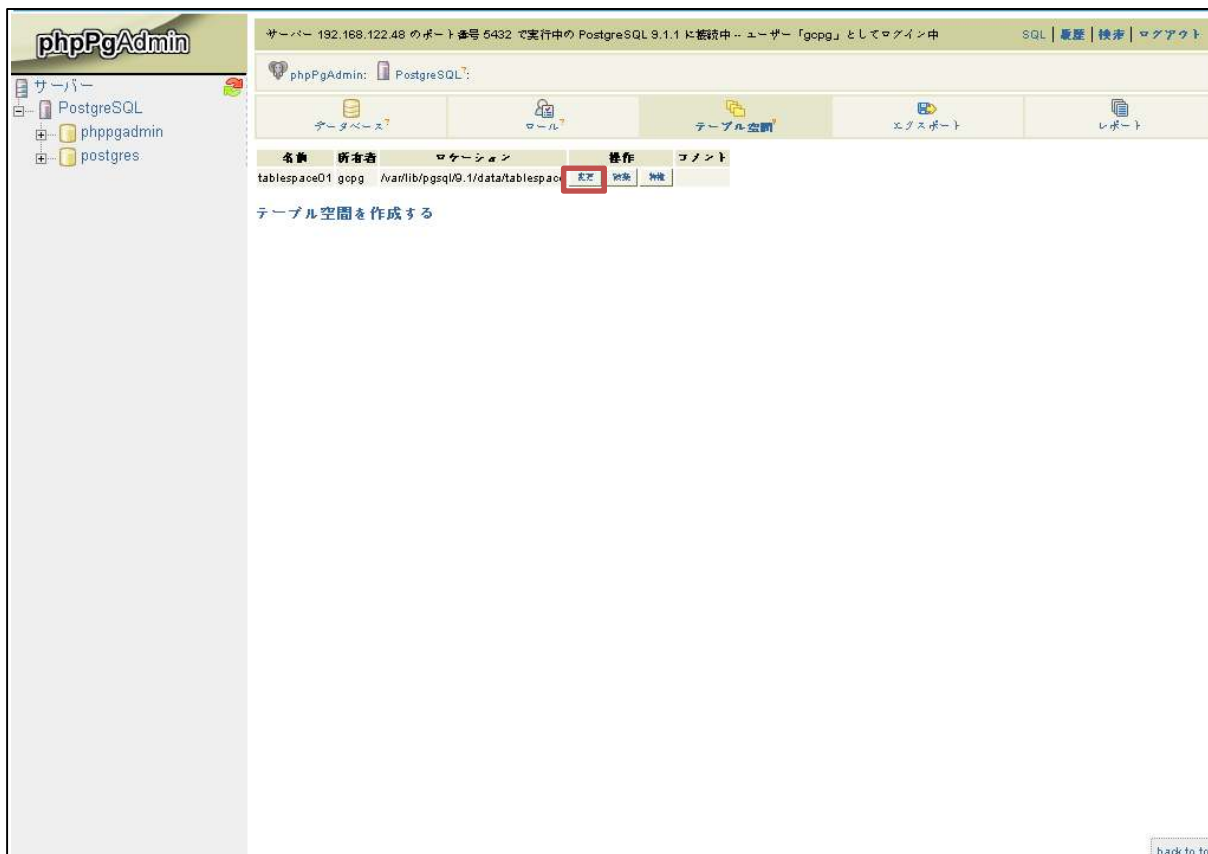 phpPgAdmin
サーバー 192.168.122.48 のポート番号 5432 で実行中の PostgreSQL 9.1.1 に接続中 -- ユーザー「gcpg」としてログイン中
SQL | 履歴 | 検索 | ログアウト
サーバー
PostgreSQL
phppgadmin
postgres
phpPgAdmin: PostgreSQL?:
データベース?
ロール?
テーブル空間?
エクスポート
レポート
名前 所有者 ロケーション 操作 コメント
tablespace01 gcpg /var/lib/pgsql/9.1/data/tablespac 変更 破棄 特権
テーブル空間を作成する
back to to